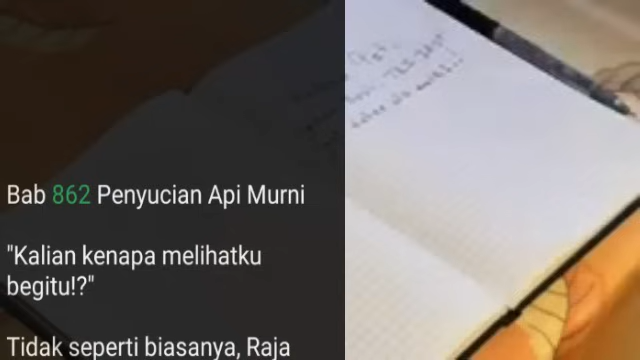 Bab 862 Penyucian Api Murni
"Kalian kenapa melihatku
begitu!?"
Tidak seperti biasanya, Raja